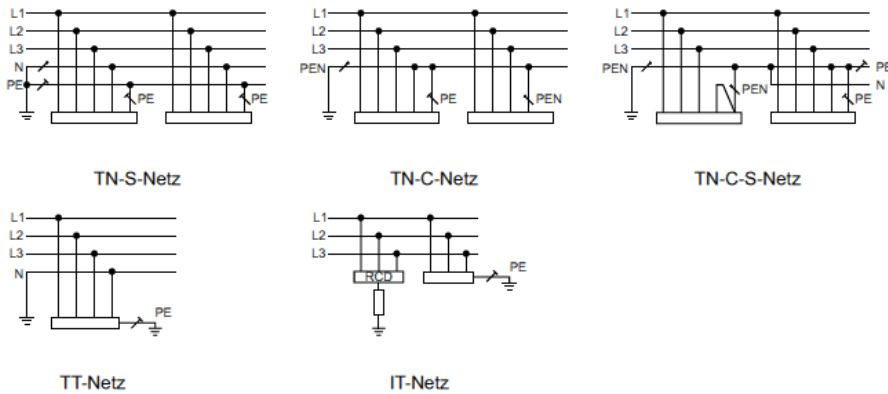 L1
L2
L3
N
PE
PE
PE
TN-S-Netz
L1
L2
L3
PEN
PE
PEN
TN-C-Netz
L1
L2
L3
PEN
PEN
PE
PE
N
TN-C-S-Netz
L1
L2
L3
N
PE
TT-Netz
L1
L2
L3
RCD
PE
IT-Netz